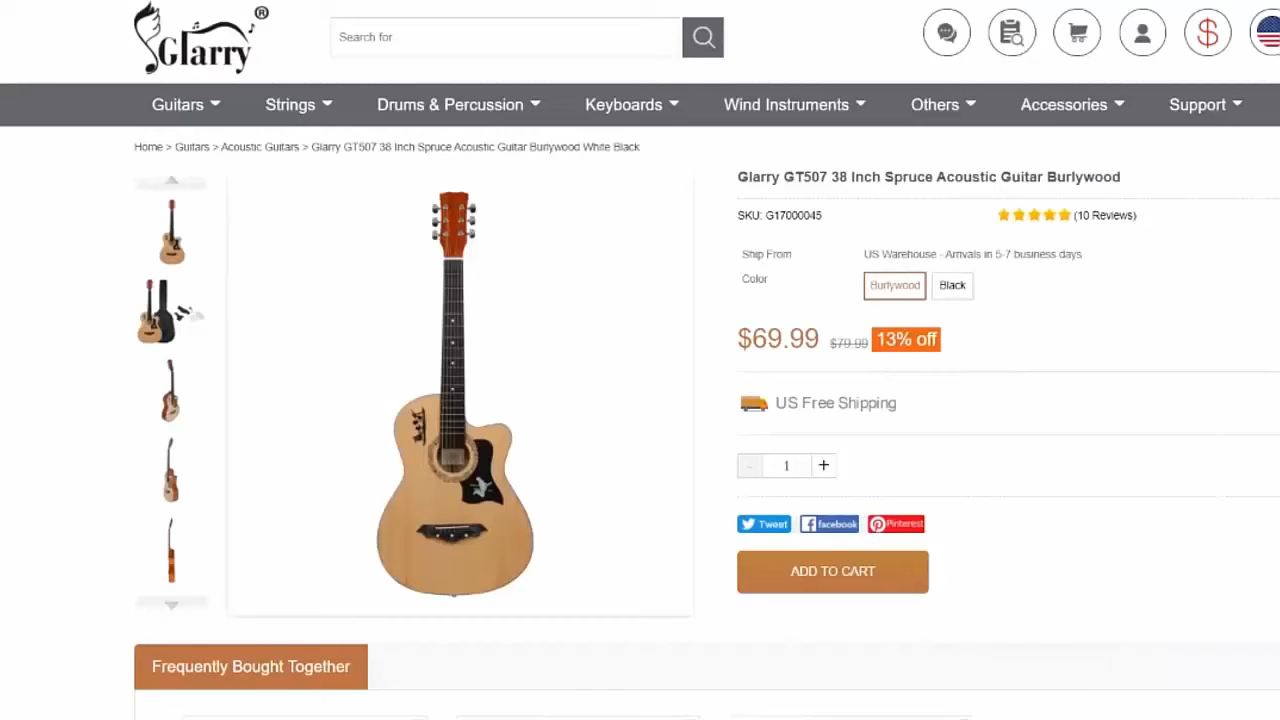 Glarry®
Search for
$
Guitars Strings Drums & Percussion Keyboards Wind Instruments Others Accessories Support
Home > Guitars > Acoustic Guitars > Glarry GT507 38 Inch Spruce Acoustic Guitar Burlywood White Black
Glarry GT507 38 Inch Spruce Acoustic Guitar Burlywood
SKU: G17000045 (10 Reviews)
Ship From US Warehouse - Arrivals in 5-7 business days
Color Burlywood Black
$69.99 $79.99 13% off
US Free Shipping
- 1 +
Tweet facebook Pinterest
ADD TO CART
Frequently Bought Together